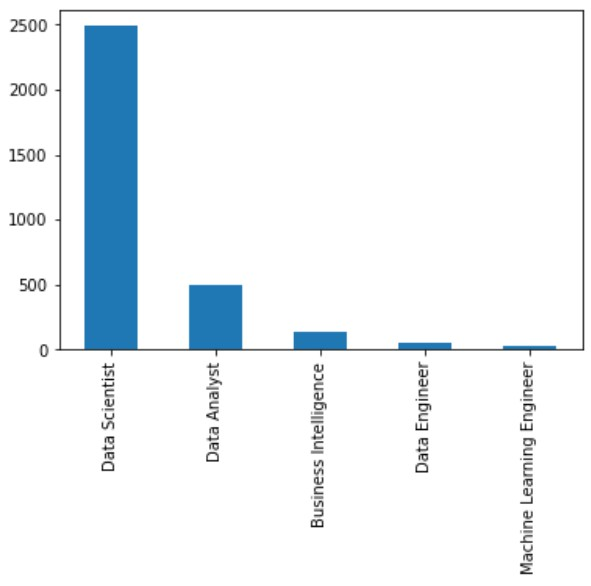 2500
2000
1500
1000
500
0
Data Scientist
Data Analyst
Business Intelligence
Data Engineer
Machine Learning Engineer